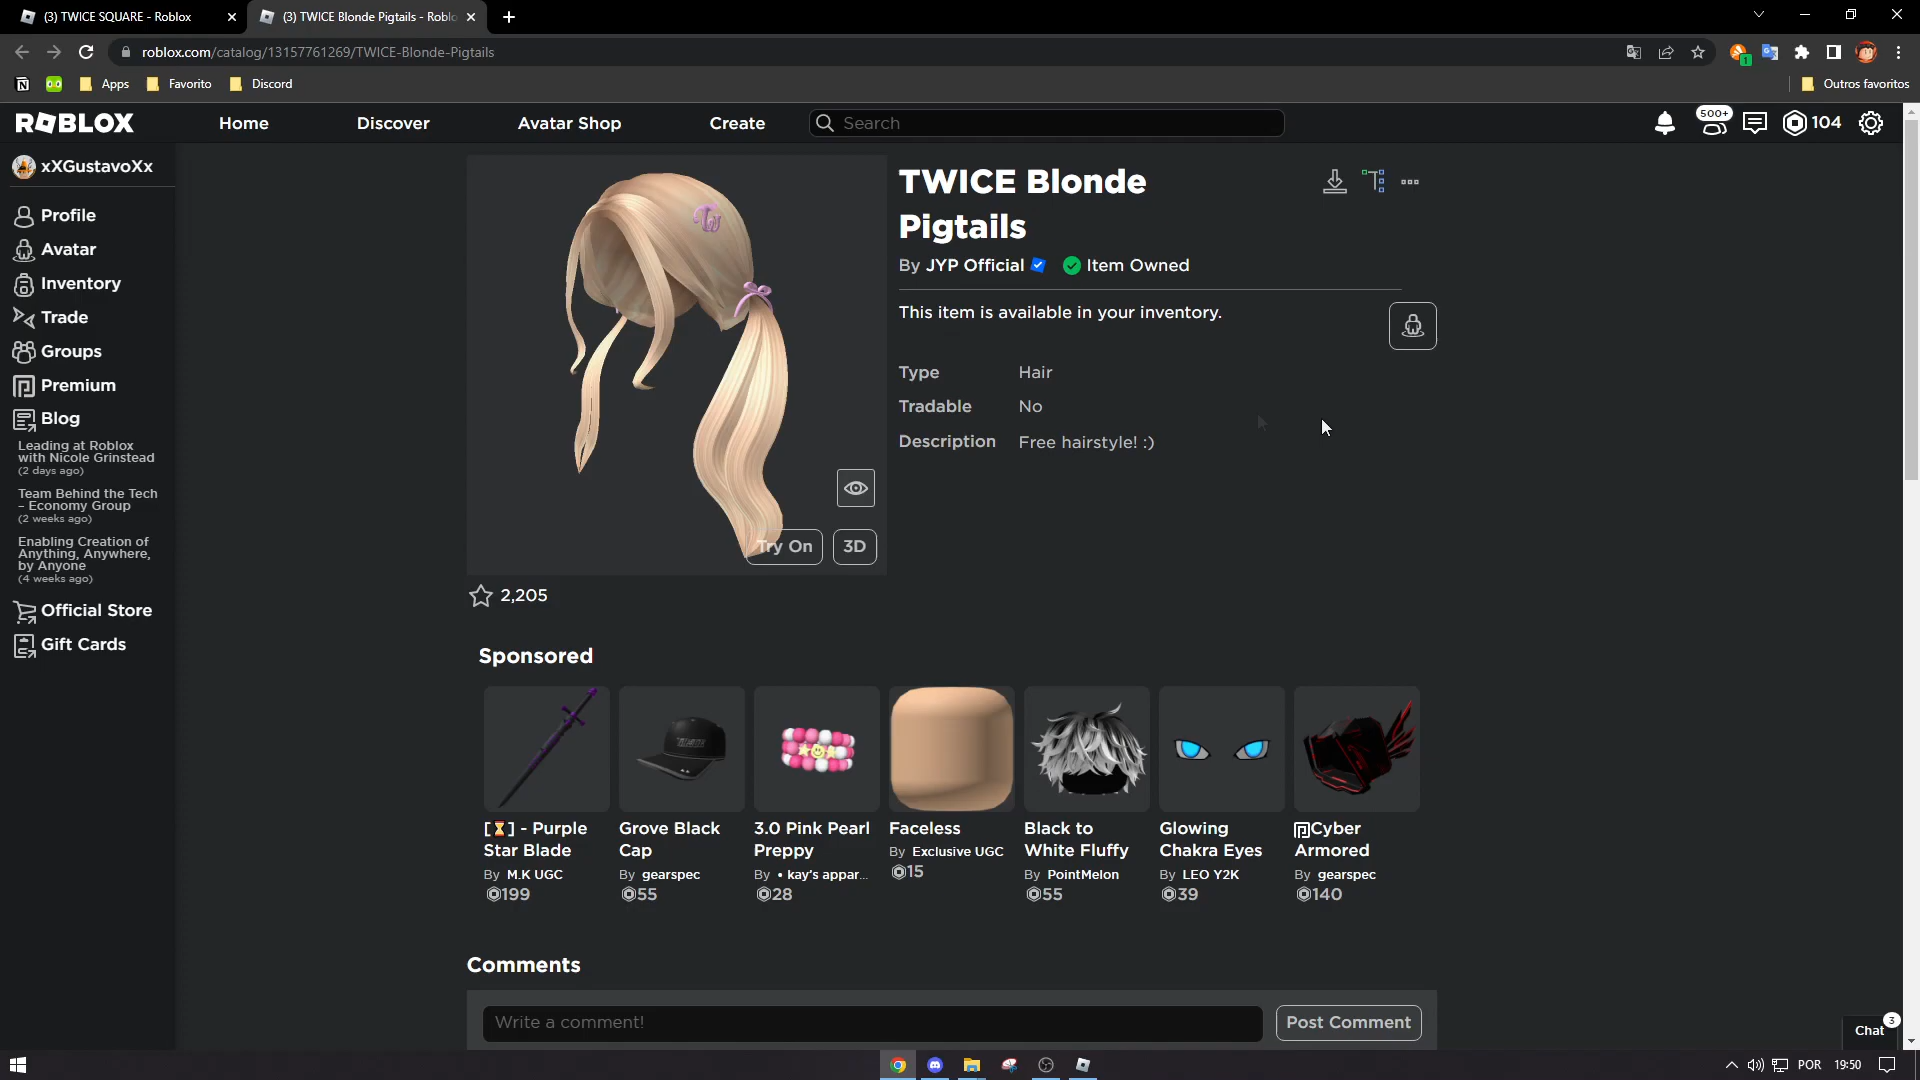 (3) TWICE SQUARE - Roblox
(3) TWICE Blonde Pigtails - Roblo
roblox.com/catalog/13157761269/TWICE-Blonde-Pigtails
1
Apps
Favorito
Discord
Outros favoritos
ROBLOX
Home
Discover
Avatar Shop
Create
Search
500+
104
xXGustavoXx
Profile
Avatar
Inventory
Trade
Groups
Premium
Blog
Leading at Roblox
with Nicole Grinstead
(2 days ago)
Team Behind the Tech
- Economy Group
(2 weeks ago)
Enabling Creation of
Anything, Anywhere,
by Anyone
(4 weeks ago)
Official Store
Gift Cards
Try On
3D
2,205
TWICE Blonde
Pigtails
By JYP Official
Item Owned
This item is available in your inventory.
Type Hair
Tradable No
Description Free hairstyle! :)
Sponsored
[⏳] - Purple
Star Blade
By M.K UGC
199
Grove Black
Cap
By gearspec
55
3.0 Pink Pearl
Preppy
By • kay's appar...
28
Faceless
By Exclusive UGC
15
Black to
White Fluffy
By PointMelon
55
Glowing
Chakra Eyes
By LEO Y2K
39
Cyber
Armored
By gearspec
140
Comments
Write a comment!
Post Comment
Chat
3
POR
19:50